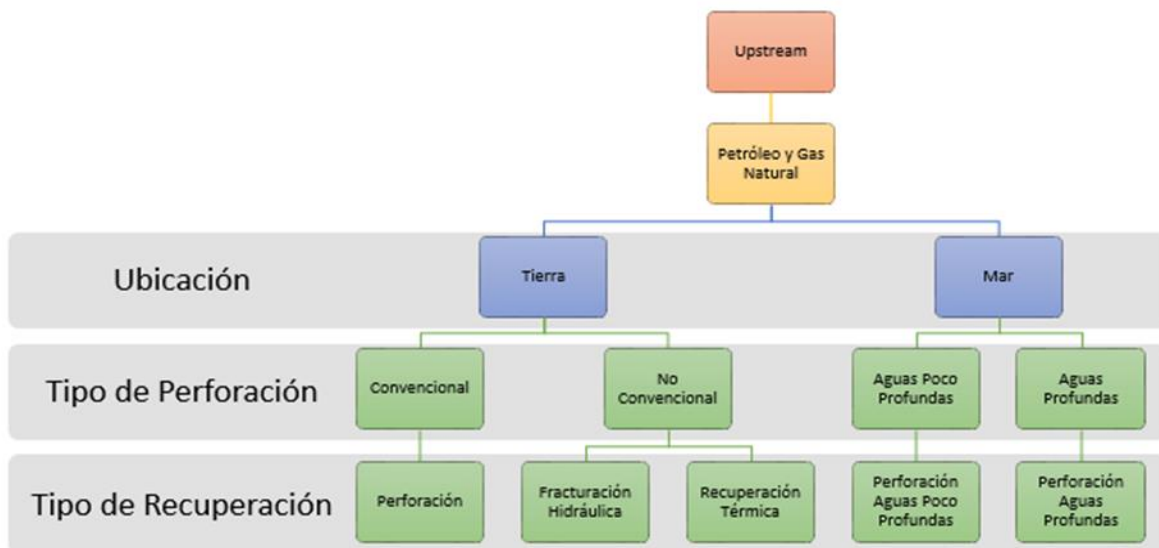 Upstream
Petróleo y Gas
Natural
Ubicación
Tierra
Mar
Tipo de Perforación
Convencional
No
Convencional
Aguas Poco
Profundas
Aguas
Profundas
Tipo de Recuperación
Perforación
Fracturación
Hidráulica
Recuperación
Térmica
Perforación
Aguas Poco
Profundas
Perforación
Aguas
Profundas